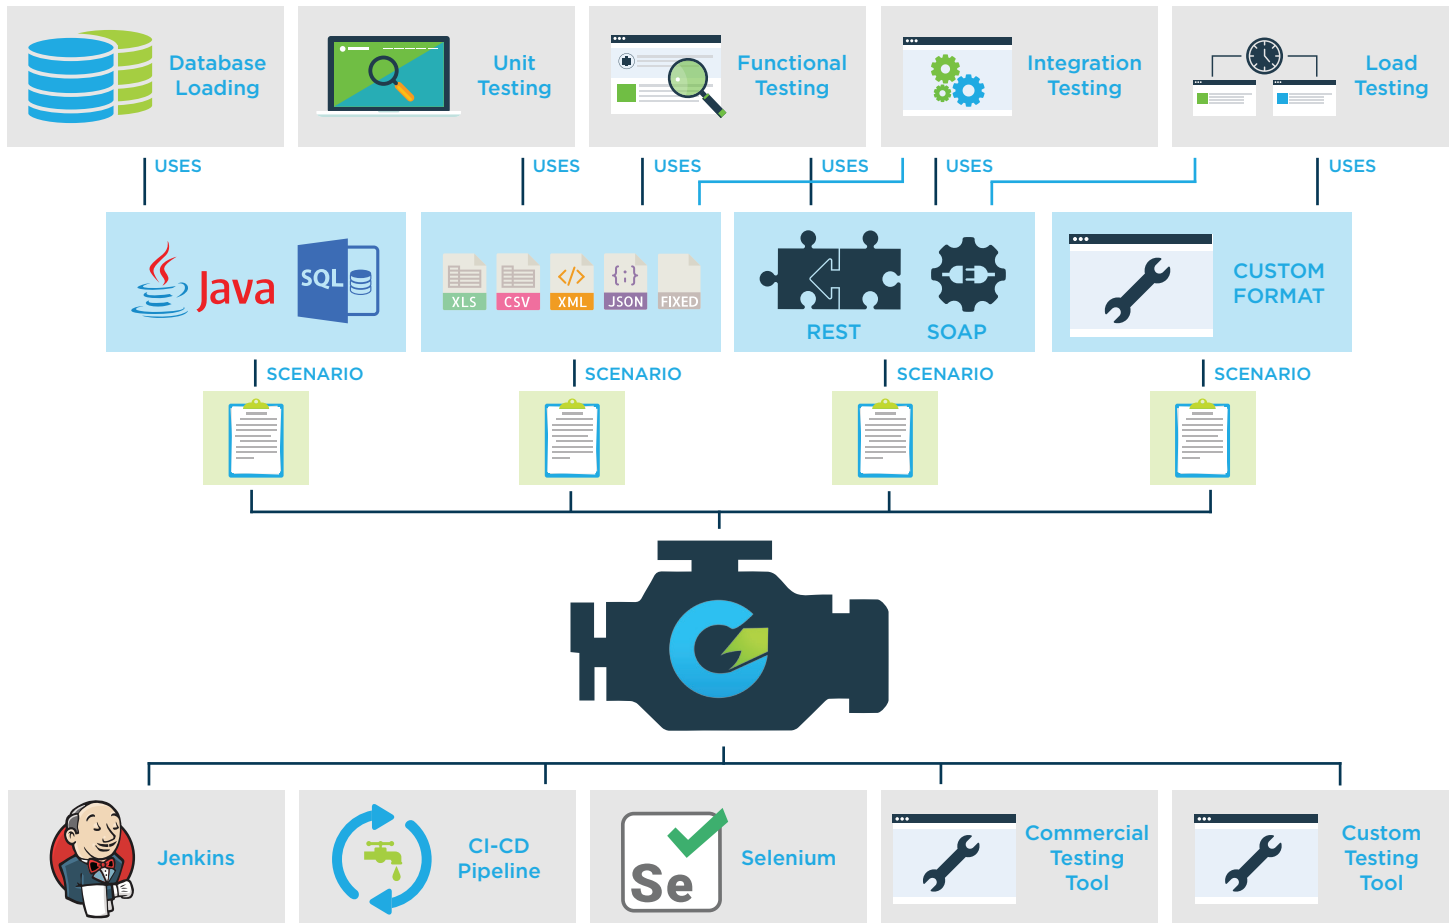 Database
Loading
Unit
Testing
Functional
Testing
Integration
Testing
Load
Testing
USES
USES
USES
USES
USES
USES
Java
SQL
XLS
CSV
</>
XML
{;}
JSON
FIXED
REST
SOAP
CUSTOM
FORMAT
SCENARIO
SCENARIO
SCENARIO
SCENARIO
Jenkins
CI-CD
Pipeline
Se
Selenium
Commercial
Testing
Tool
Custom
Testing
Tool